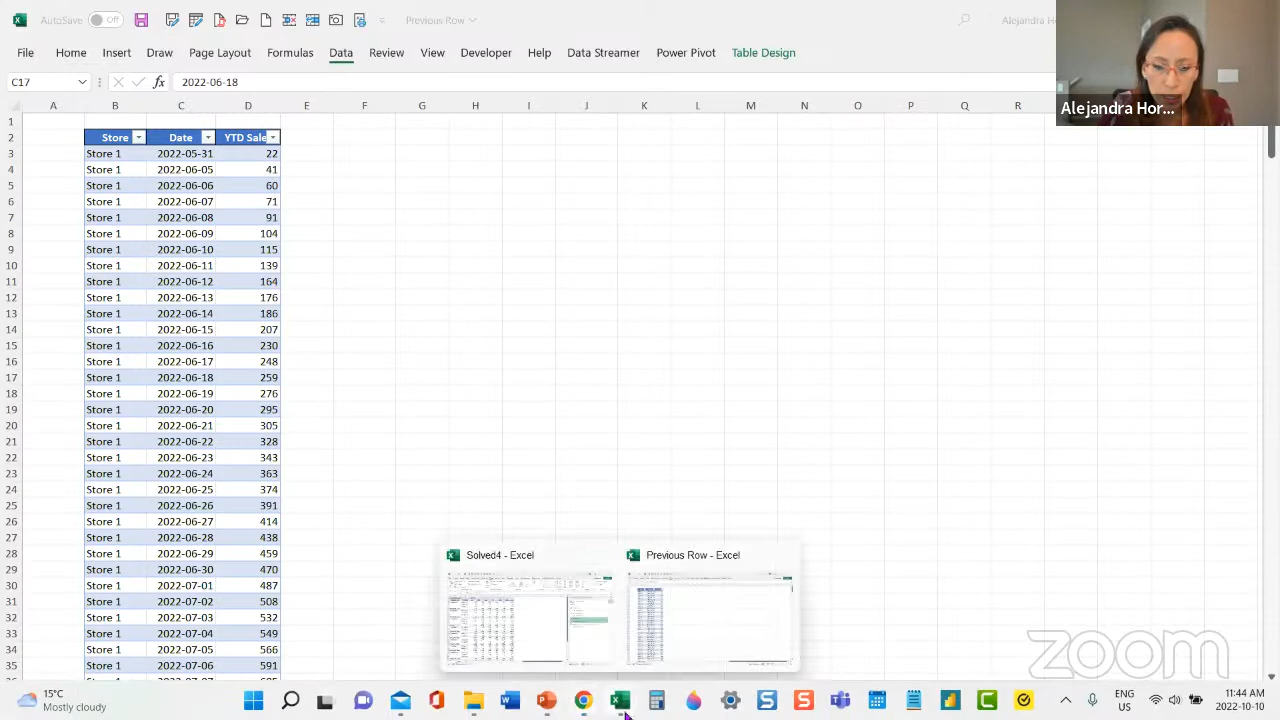 AutoSave Off Previous Row Alejandra Ho
File Home Insert Draw Page Layout Formulas Data Review View Developer Help Data Streamer Power Pivot Table Design
C17 fx 2022-06-18
Alejandra Hor...
A B C D E F G H I J K L M N O P Q R
1
2 Store Date YTD Sale
3 Store 1 2022-05-31 22
4 Store 1 2022-06-05 41
5 Store 1 2022-06-06 60
6 Store 1 2022-06-07 71
7 Store 1 2022-06-08 91
8 Store 1 2022-06-09 104
9 Store 1 2022-06-10 115
10 Store 1 2022-06-11 139
11 Store 1 2022-06-12 164
12 Store 1 2022-06-13 176
13 Store 1 2022-06-14 186
14 Store 1 2022-06-15 207
15 Store 1 2022-06-16 230
16 Store 1 2022-06-17 248
17 Store 1 2022-06-18 259
18 Store 1 2022-06-19 276
19 Store 1 2022-06-20 295
20 Store 1 2022-06-21 305
21 Store 1 2022-06-22 328
22 Store 1 2022-06-23 343
23 Store 1 2022-06-24 363
24 Store 1 2022-06-25 374
25 Store 1 2022-06-26 391
26 Store 1 2022-06-27 414
27 Store 1 2022-06-28 438
28 Store 1 2022-06-29 459
29 Store 1 2022-06-30 470
30 Store 1 2022-07-01 487
31 Store 1 2022-07-02 508
32 Store 1 2022-07-03 532
33 Store 1 2022-07-04 549
34 Store 1 2022-07-05 566
35 Store 1 2022-07-06 591
Solved4 - Excel Previous Row - Excel
zoom
15°C
Mostly cloudy
ENG
US
11:44 AM
2022-10-10